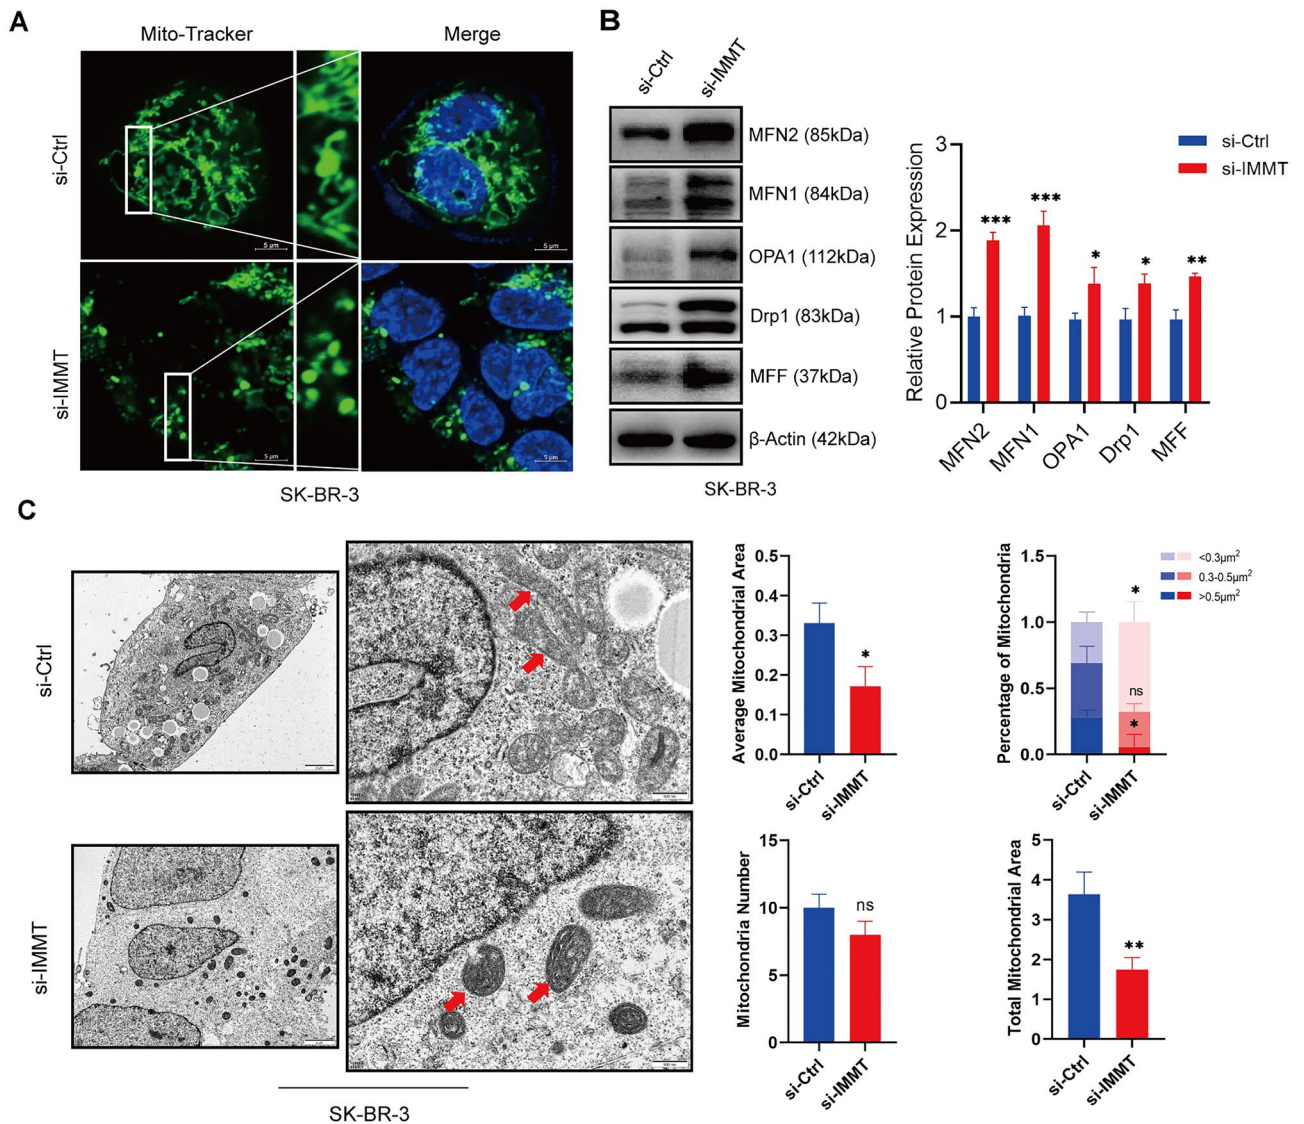 A
Mito-Tracker
Merge
si-Ctrl
5 µm
5 µm
si-IMMT
5 µm
5 µm
SK-BR-3
B
si-Ctrl
si-IMMT
MFN2 (85kDa)
MFN1 (84kDa)
OPA1 (112kDa)
Drp1 (83kDa)
MFF (37kDa)
β-Actin (42kDa)
SK-BR-3
Relative Protein Expression
3
2
1
0
si-Ctrl
si-IMMT
***
***
*
*
**
MFN2
MFN1
OPA1
Drp1
MFF
C
si-Ctrl
si-IMMT
SK-BR-3
Average Mitochondrial Area
0.5
0.4
0.3
0.2
0.1
0.0
*
si-Ctrl
si-IMMT
Percentage of Mitochondria
1.5
1.0
0.5
0.0
*
ns
*
<0.3µm2
0.3-0.5µm2
>0.5µm2
si-Ctrl
si-IMMT
Mitochondria Number
15
10
5
0
ns
si-Ctrl
si-IMMT
Total Mitochondrial Area
5
4
3
2
1
0
**
si-Ctrl
si-IMMT